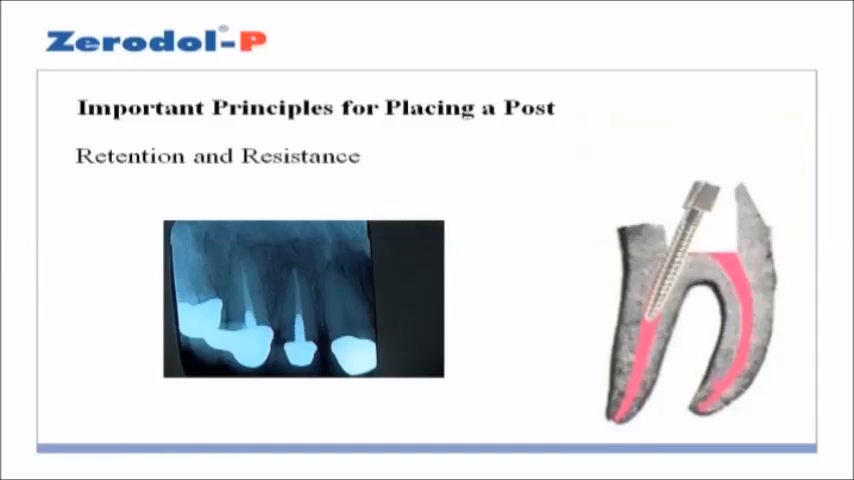 Zerodol®-P
Important Principles for Placing a Post
Retention and Resistance